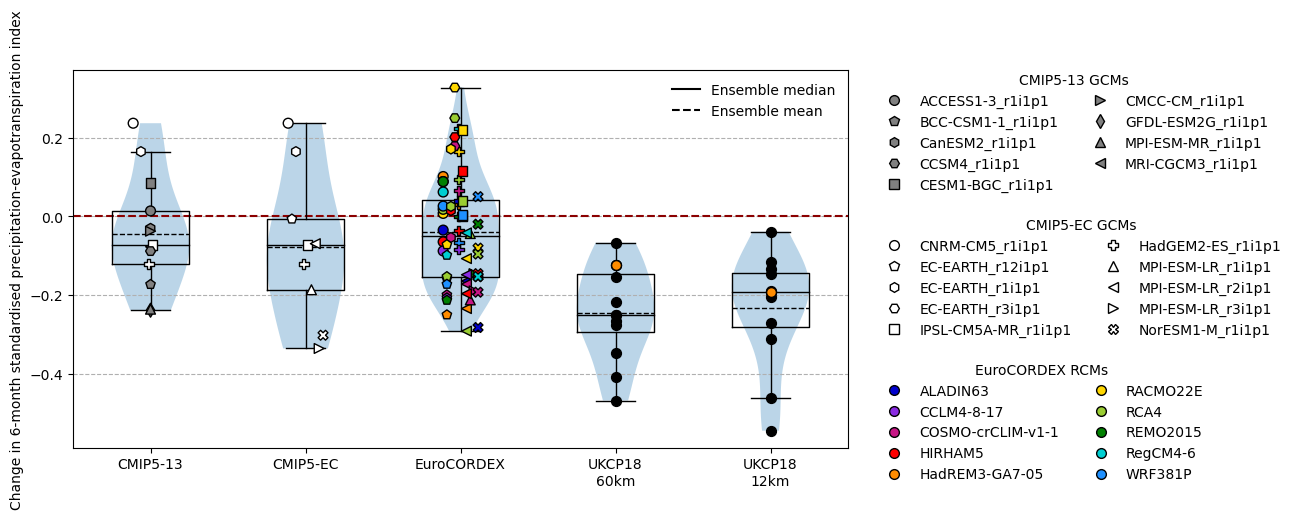 Change in 6-month standardised precipitation-evapotranspiration index
0.2
0.0
−0.2
−0.4
Ensemble median
Ensemble mean
CMIP5-13
CMIP5-EC
EuroCORDEX
UKCP18
60km
UKCP18
12km
CMIP5-13 GCMs
ACCESS1-3_r1i1p1
BCC-CSM1-1_r1i1p1
CanESM2_r1i1p1
CCSM4_r1i1p1
CESM1-BGC_r1i1p1
CMCC-CM_r1i1p1
GFDL-ESM2G_r1i1p1
MPI-ESM-MR_r1i1p1
MRI-CGCM3_r1i1p1
CMIP5-EC GCMs
CNRM-CM5_r1i1p1
EC-EARTH_r12i1p1
EC-EARTH_r1i1p1
EC-EARTH_r3i1p1
IPSL-CM5A-MR_r1i1p1
HadGEM2-ES_r1i1p1
MPI-ESM-LR_r1i1p1
MPI-ESM-LR_r2i1p1
MPI-ESM-LR_r3i1p1
NorESM1-M_r1i1p1
EuroCORDEX RCMs
ALADIN63
CCLM4-8-17
COSMO-crCLIM-v1-1
HIRHAM5
HadREM3-GA7-05
RACMO22E
RCA4
REMO2015
RegCM4-6
WRF381P